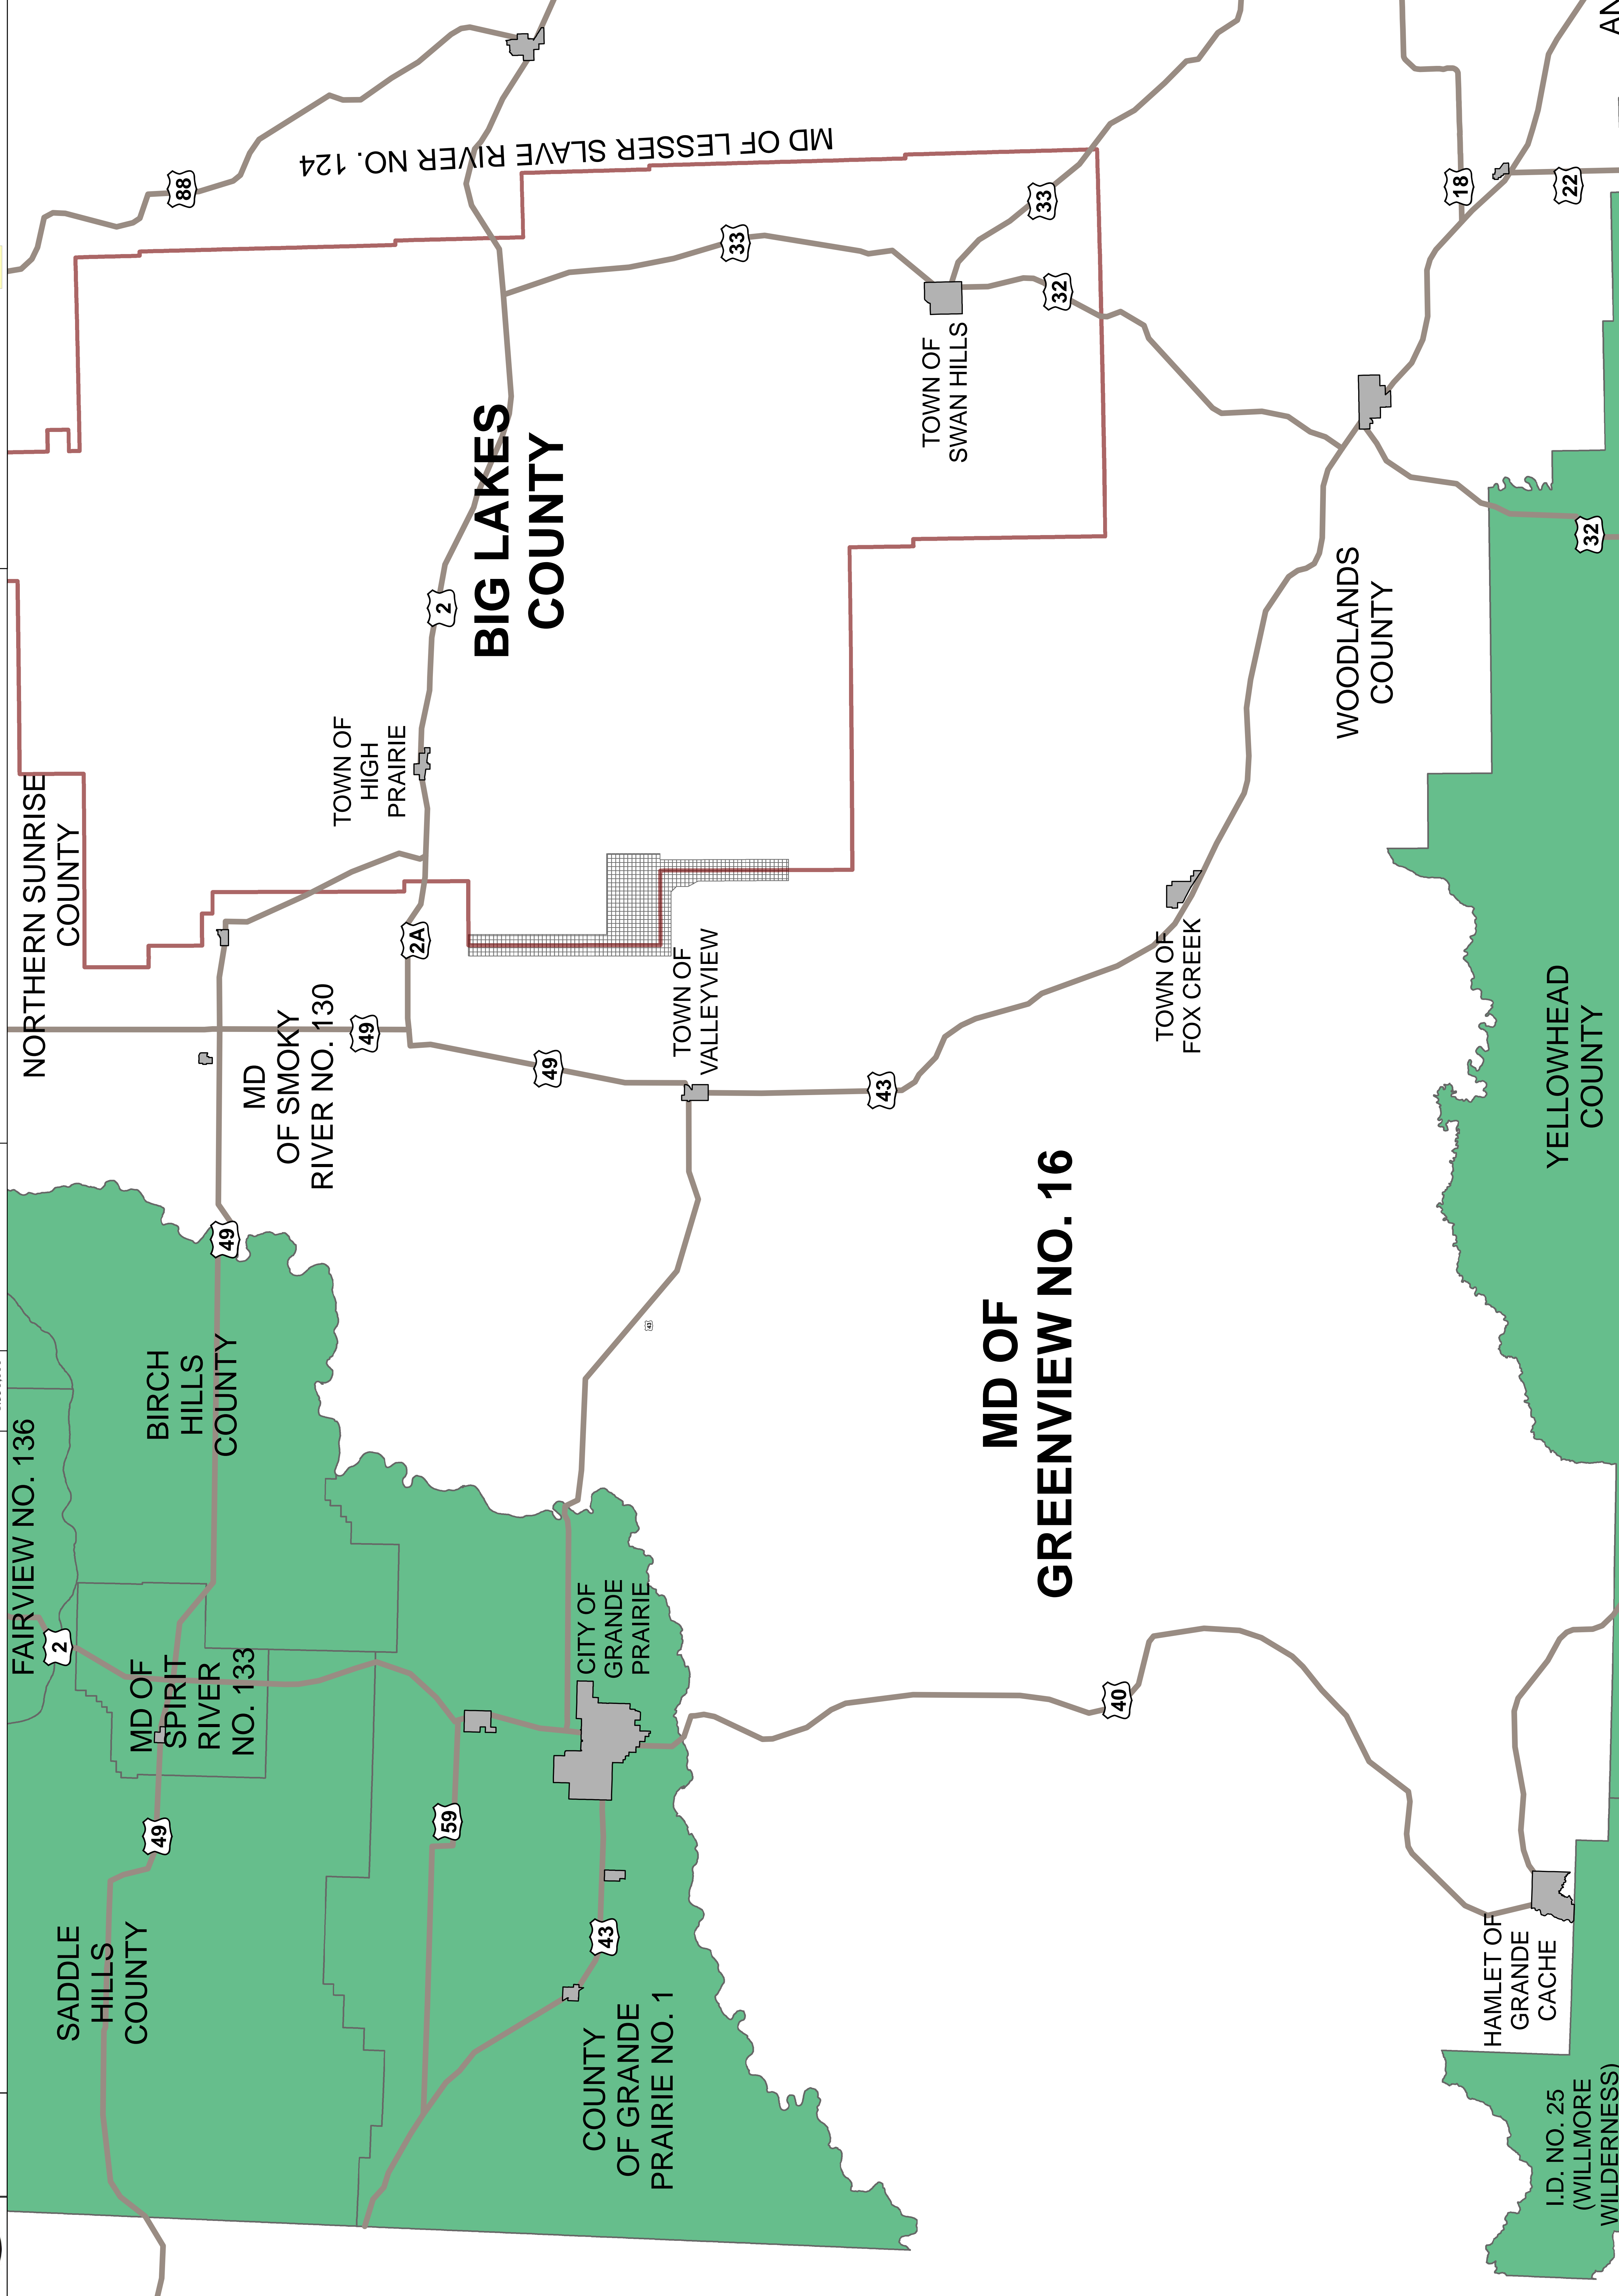 FAIRVIEW NO. 136
NORTHERN SUNRISE
COUNTY
2
88
SADDLE
HILLS
COUNTY
49
MD OF
SPIRIT
RIVER
NO. 133
BIRCH
HILLS
COUNTY
49
MD
OF SMOKY
RIVER NO. 130
49
2A
TOWN OF
HIGH
PRAIRIE
2
MD OF LESSER SLAVE RIVER NO. 124
59
BIG LAKES
COUNTY
49
COUNTY
OF GRANDE
PRAIRIE NO. 1
43
CITY OF
GRANDE
PRAIRIE
43
TOWN OF
VALLEYVIEW
33
43
TOWN OF
SWAN HILLS
MD OF
GREENVIEW NO. 16
33
32
40
TOWN OF
FOX CREEK
WOODLANDS
COUNTY
18
HAMLET OF
GRANDE
CACHE
I.D. NO. 25
(WILLMORE
WILDERNESS)
YELLOWHEAD
COUNTY
32
22
AN